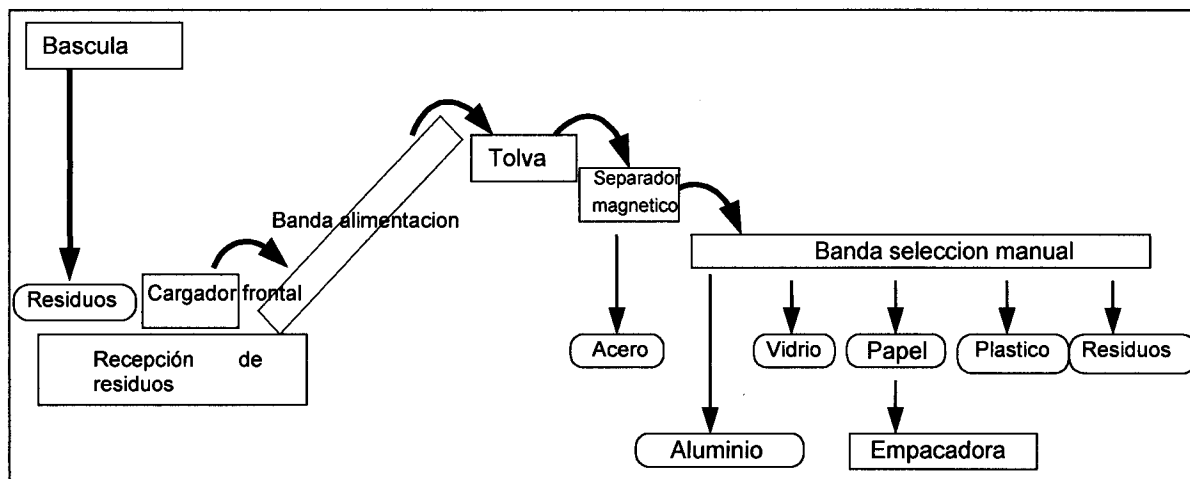 Bascula
Tolva
Separador
magnetico
Banda alimentacion
Banda seleccion manual
Residuos
Cargador frontal
Recepción de
residuos
Acero
Vidrio
Papel
Plastico
Residuos
Aluminio
Empacadora